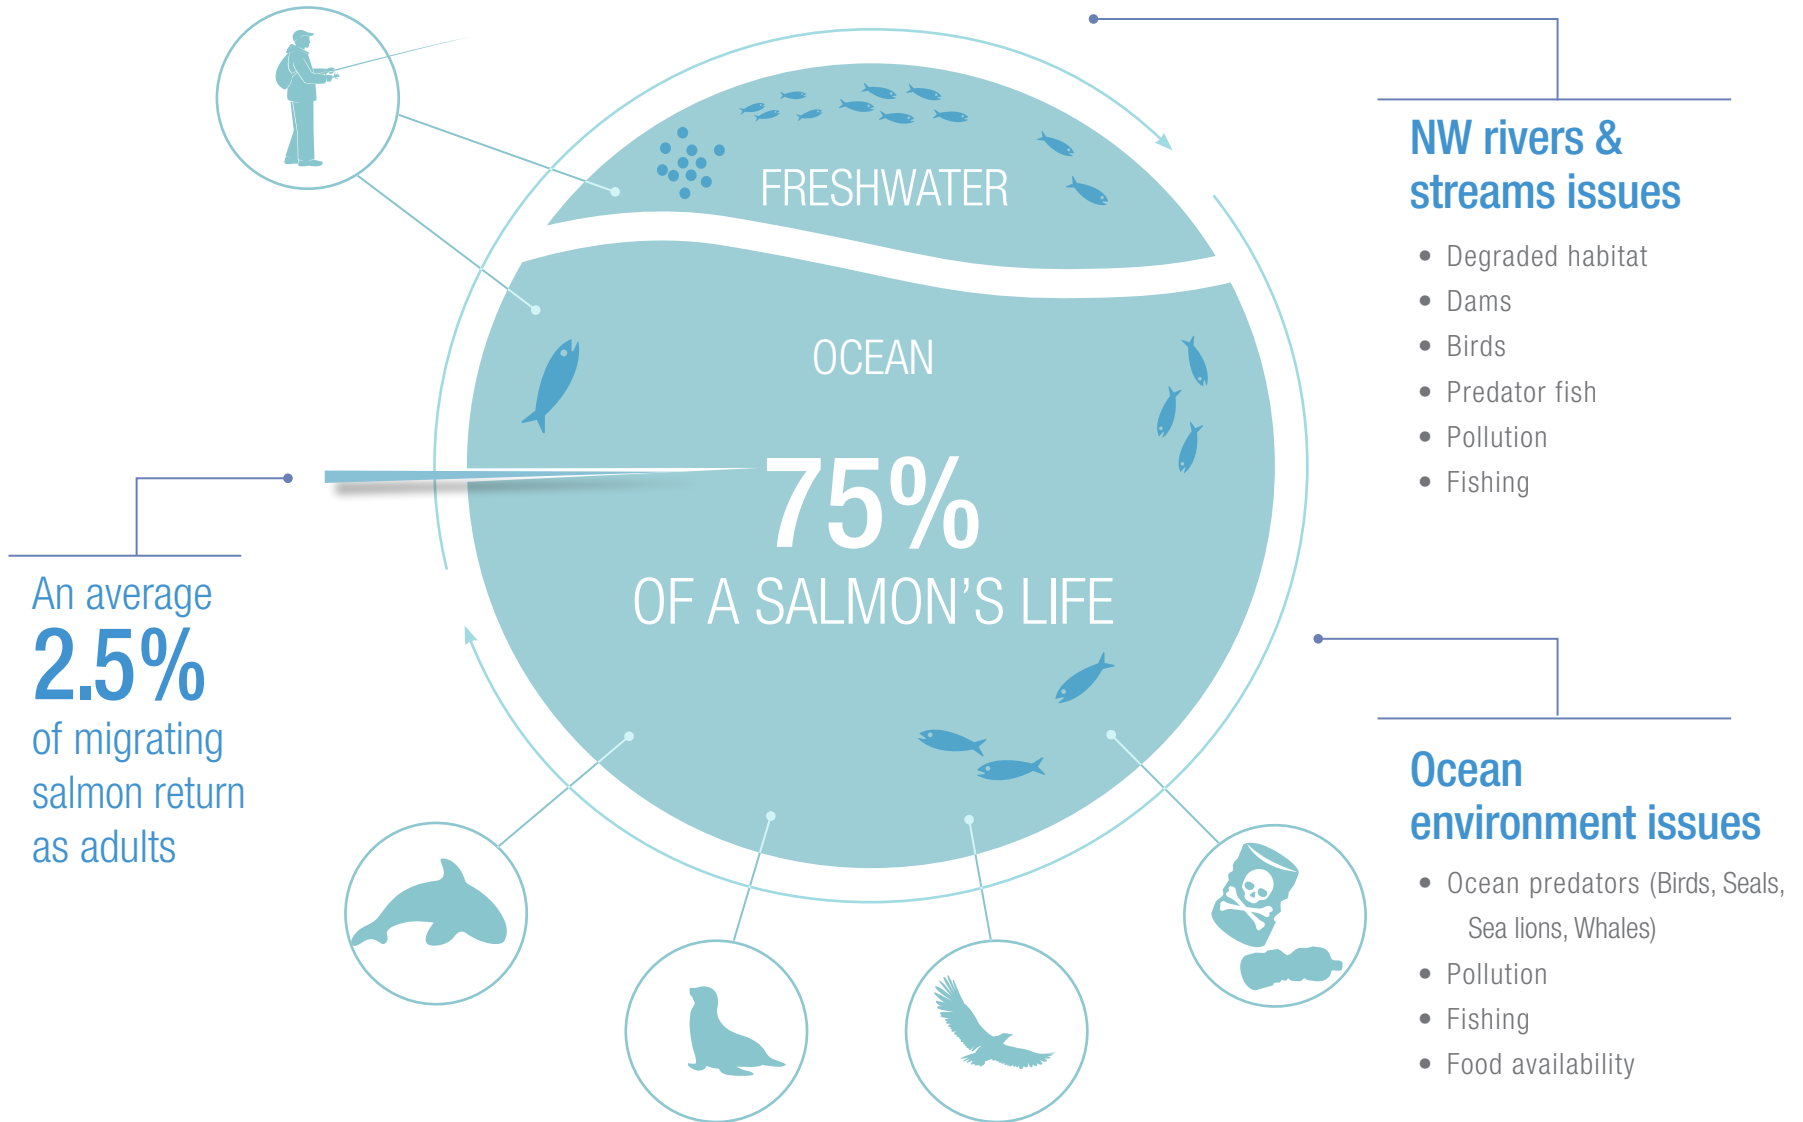 FRESHWATER
OCEAN
75%
OF A SALMON'S LIFE
An average
2.5%
of migrating
salmon return
as adults
NW rivers &
streams issues
• Degraded habitat
• Dams
• Birds
• Predator fish
• Pollution
• Fishing
Ocean
environment issues
• Ocean predators (Birds, Seals,
Sea lions, Whales)
• Pollution
• Fishing
• Food availability